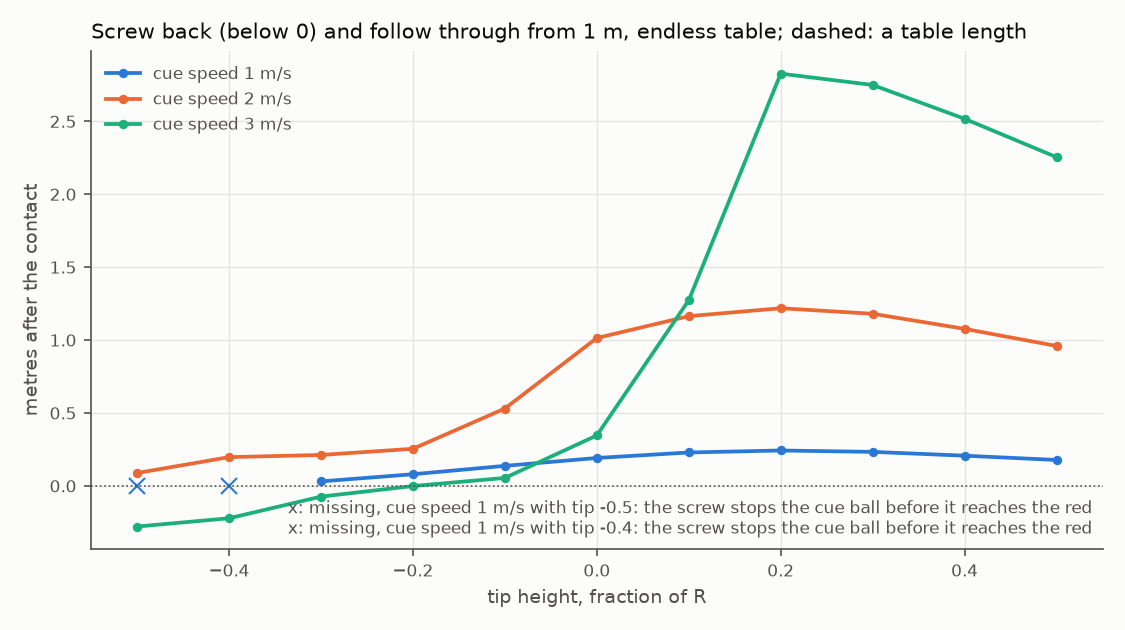 Screw back (below 0) and follow through from 1 m, endless table; dashed: a table length
cue speed 1 m/s
cue speed 2 m/s
cue speed 3 m/s
metres after the contact
2.5
2.0
1.5
1.0
0.5
0.0
x: missing, cue speed 1 m/s with tip -0.5: the screw stops the cue ball before it reaches the red
x: missing, cue speed 1 m/s with tip -0.4: the screw stops the cue ball before it reaches the red
−0.4 −0.2 0.0 0.2 0.4
tip height, fraction of R